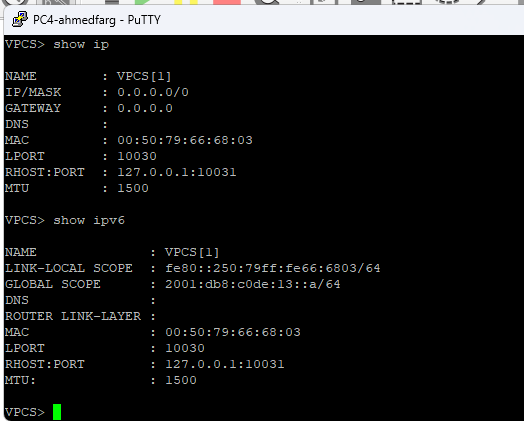 PC4-ahmedfarg - PuTTY
VPCS> show ip
NAME : VPCS[1]
IP/MASK : 0.0.0.0/0
GATEWAY : 0.0.0.0
DNS :
MAC : 00:50:79:66:68:03
LPORT : 10030
RHOST:PORT : 127.0.0.1:10031
MTU : 1500
VPCS> show ipv6
NAME : VPCS[1]
LINK-LOCAL SCOPE : fe80::250:79ff:fe66:6803/64
GLOBAL SCOPE : 2001:db8:c0de:13::a/64
DNS :
ROUTER LINK-LAYER :
MAC : 00:50:79:66:68:03
LPORT : 10030
RHOST:PORT : 127.0.0.1:10031
MTU: : 1500
VPCS>